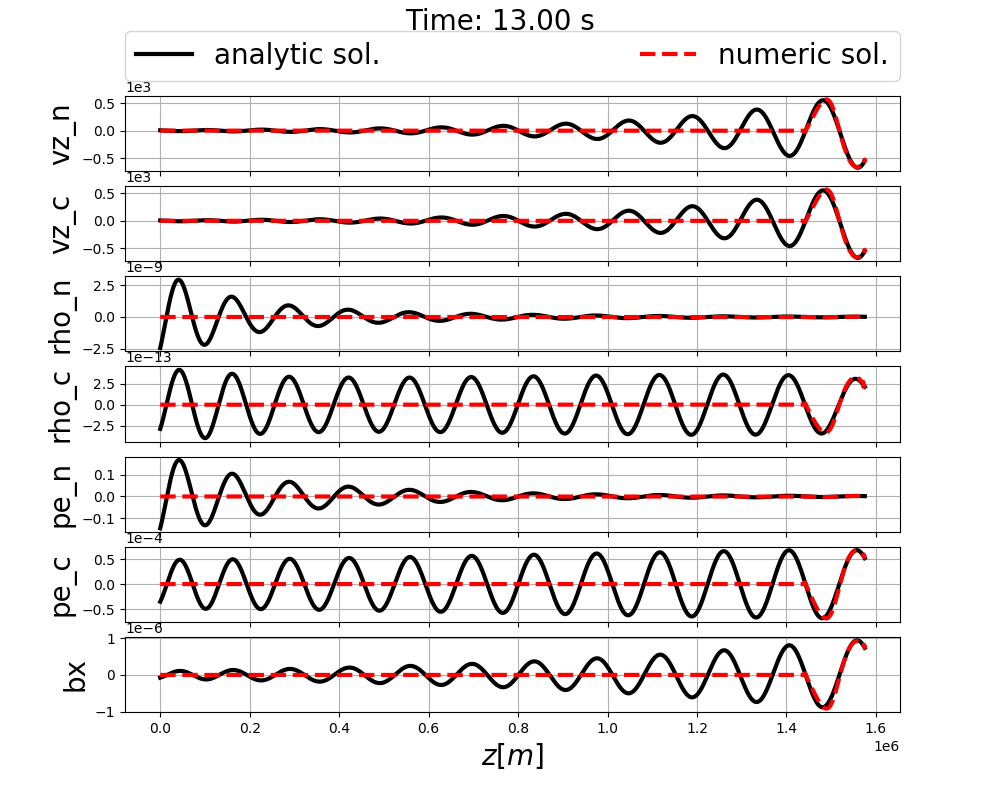 Time: 13.00 s
analytic sol. numeric sol.
1e3
vz_n
0.5
0.0
−0.5
1e3
vz_c
0.5
0.0
−0.5
1e−9
rho_n
2.5
0.0
−2.5
1e−13
rho_c
2.5
0.0
−2.5
pe_n
0.1
0.0
−0.1
1e−4
pe_c
0.5
0.0
−0.5
1e−6
bx
1
0
−1
0.0 0.2 0.4 0.6 0.8 1.0 1.2 1.4 1.6
1e6
z[m]